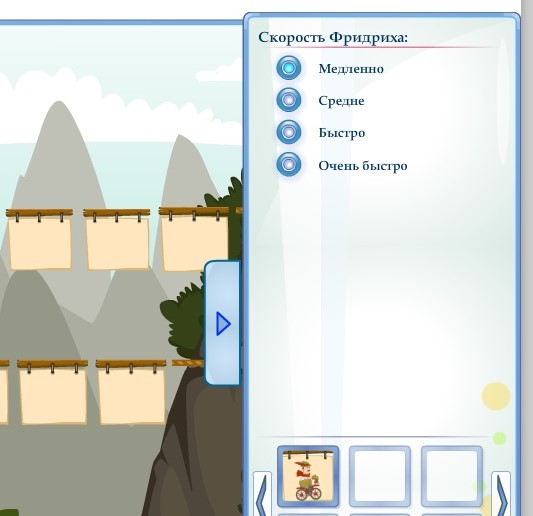 Скорость Фридриха:
Медленно
Средне
Быстро
Очень быстро